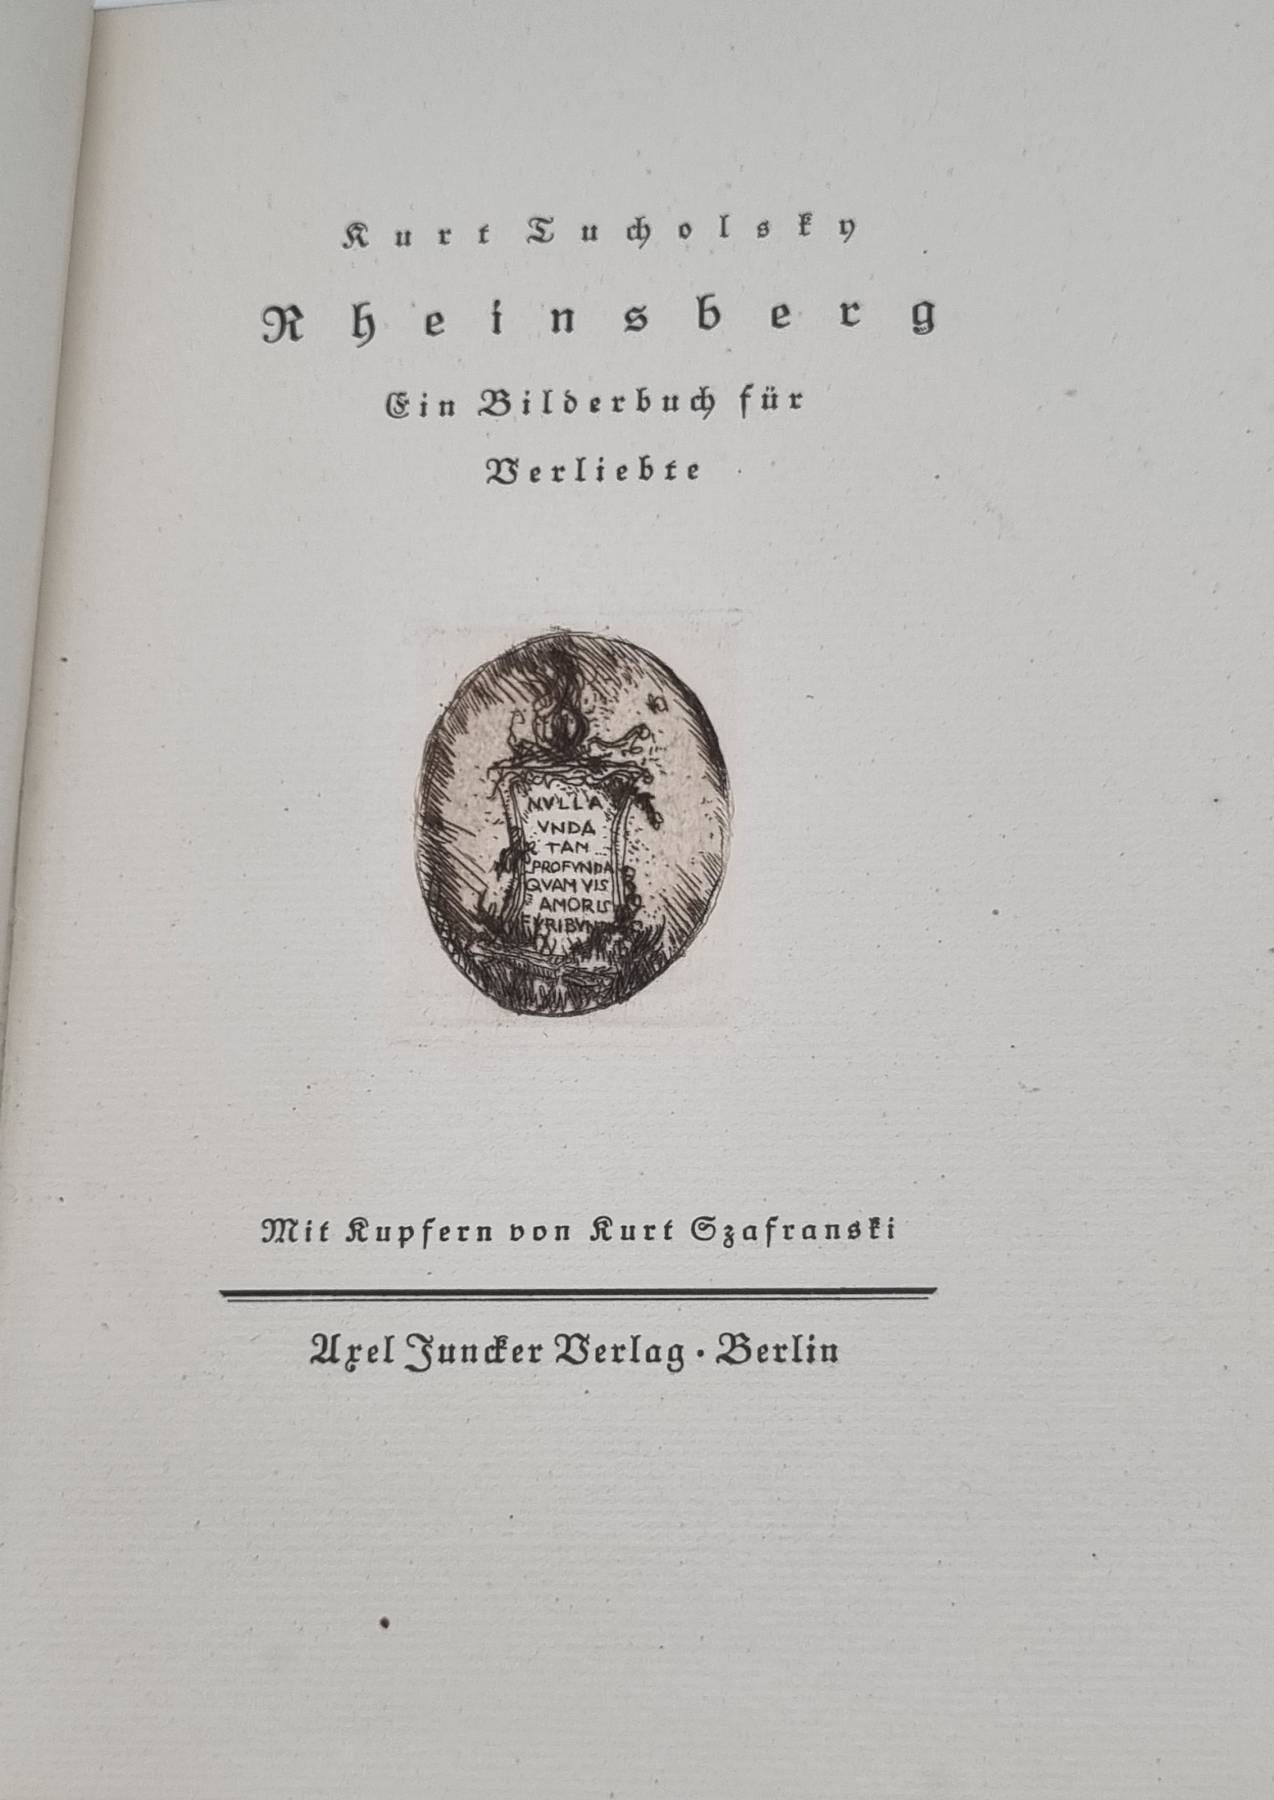 Kurt Tucholsky
Rheinsberg
Ein Bilderbuch für
Verliebte
NVLLA
VNDA
TAM
PROFVNDA
QVAM VIS
AMORIS
Mit Kupfern von Kurt Szafranski
Axel Juncker Verlag · Berlin